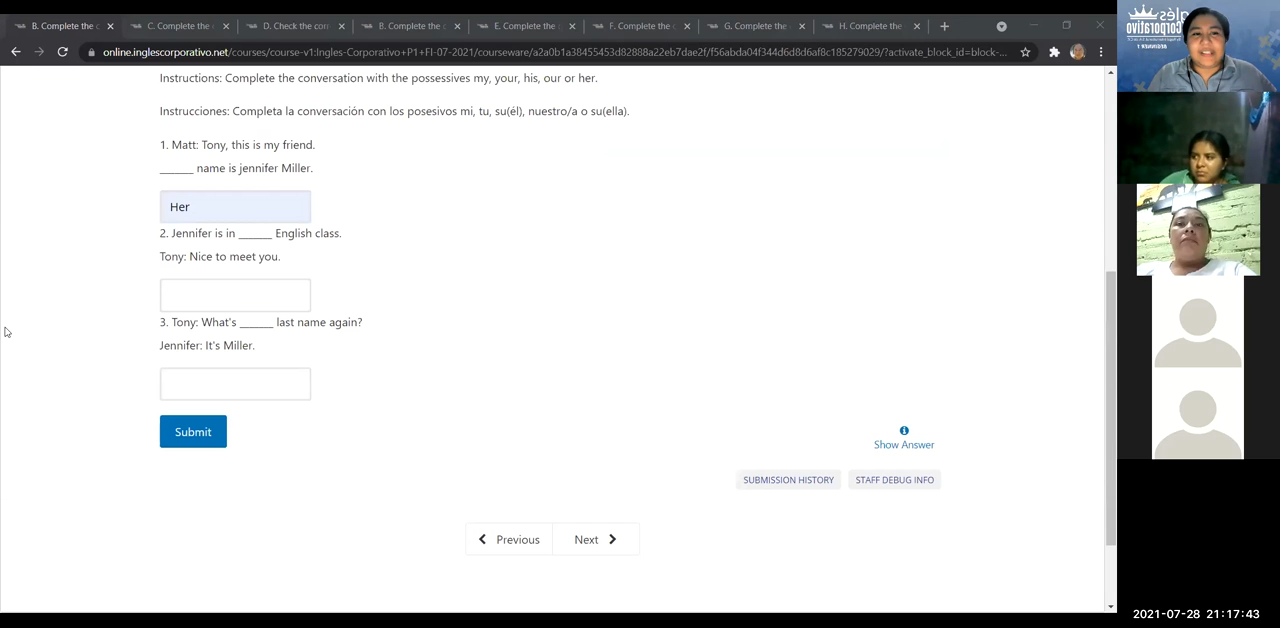 B. Complete the c
C. Complete the
D. Check the corr
B. Complete the c
E. Complete the
F. Complete the
G. Complete the
H. Complete the
online.inglescorporativo.net/courses/course-v1:Ingles-Corporativo+P1+FI-07-2021/courseware/a2a0b1a38455453d82888a22eb7dae2f/f56abda04f344d6d8d6af8c185279029/?activate_block_id=block-...
Instructions: Complete the conversation with the possessives my, your, his, our or her.
Instrucciones: Completa la conversación con los posesivos mi, tu, su(él), nuestro/a o su(ella).
1. Matt: Tony, this is my friend.
______ name is jennifer Miller.
Her
2. Jennifer is in ______ English class.
Tony: Nice to meet you.
3. Tony: What's ______ last name again?
Jennifer: It's Miller.
Submit
Show Answer
SUBMISSION HISTORY
STAFF DEBUG INFO
Previous
Next
2021-07-28 21:17:43